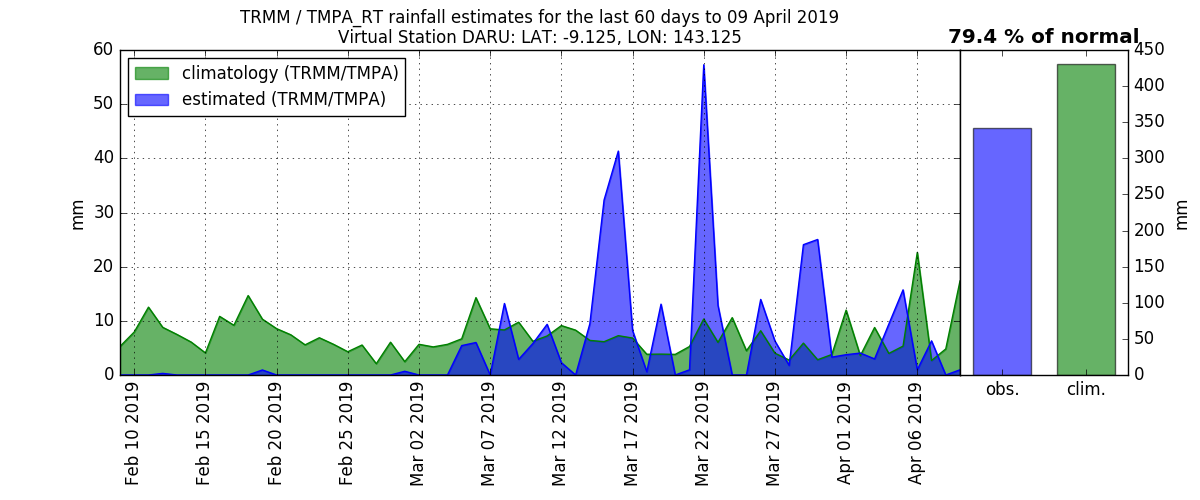 TRMM / TMPA_RT rainfall estimates for the last 60 days to 09 April 2019
Virtual Station DARU: LAT: -9.125, LON: 143.125
79.4 % of normal
climatology (TRMM/TMPA)
estimated (TRMM/TMPA)
mm
60
50
40
30
20
10
0
Feb 10 2019
Feb 15 2019
Feb 20 2019
Feb 25 2019
Mar 02 2019
Mar 07 2019
Mar 12 2019
Mar 17 2019
Mar 22 2019
Mar 27 2019
Apr 01 2019
Apr 06 2019
obs.
clim.
450
400
350
300
250
200
150
100
50
0
mm